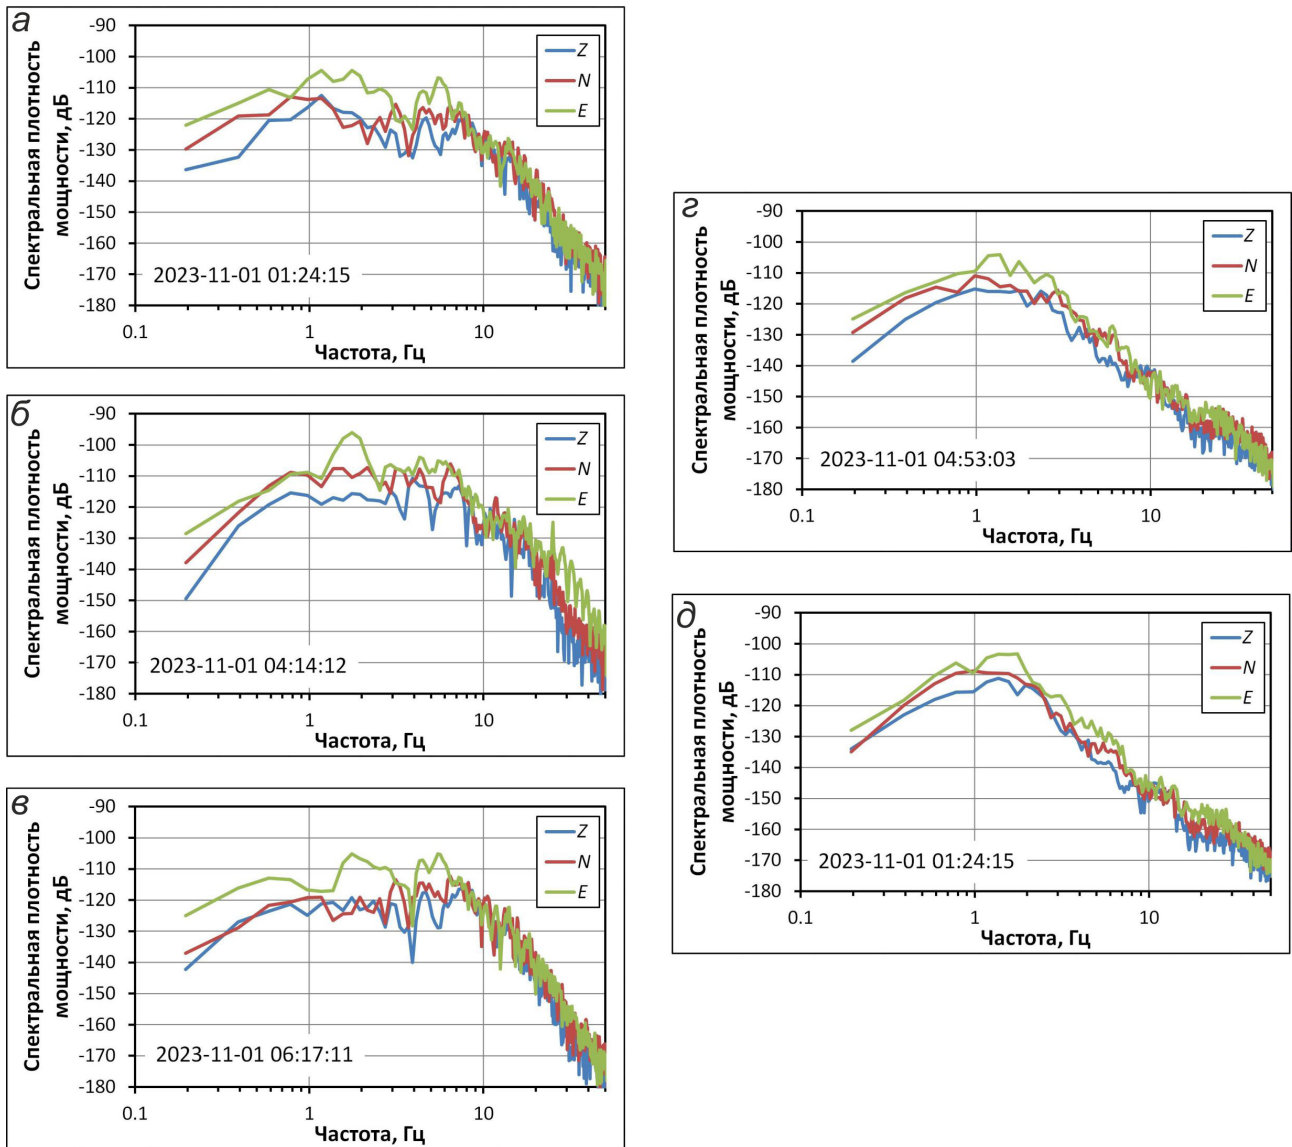 а
Спектральная плотность
мощности, дБ
-90
-100
-110
-120
-130
-140
-150
-160
-170
-180
Z
N
E
2023-11-01 01:24:15
0.1
1
10
Частота, Гц
б
Спектральная плотность
мощности, дБ
-90
-100
-110
-120
-130
-140
-150
-160
-170
-180
Z
N
E
2023-11-01 04:14:12
0.1
1
10
Частота, Гц
в
Спектральная плотность
мощности, дБ
-90
-100
-110
-120
-130
-140
-150
-160
-170
-180
Z
N
E
2023-11-01 06:17:11
0.1
1
10
Частота, Гц
г
Спектральная плотность
мощности, дБ
-90
-100
-110
-120
-130
-140
-150
-160
-170
-180
Z
N
E
2023-11-01 04:53:03
0.1
1
10
Частота, Гц
д
Спектральная плотность
мощности, дБ
-90
-100
-110
-120
-130
-140
-150
-160
-170
-180
Z
N
E
2023-11-01 01:24:15
0.1
1
10
Частота, Гц